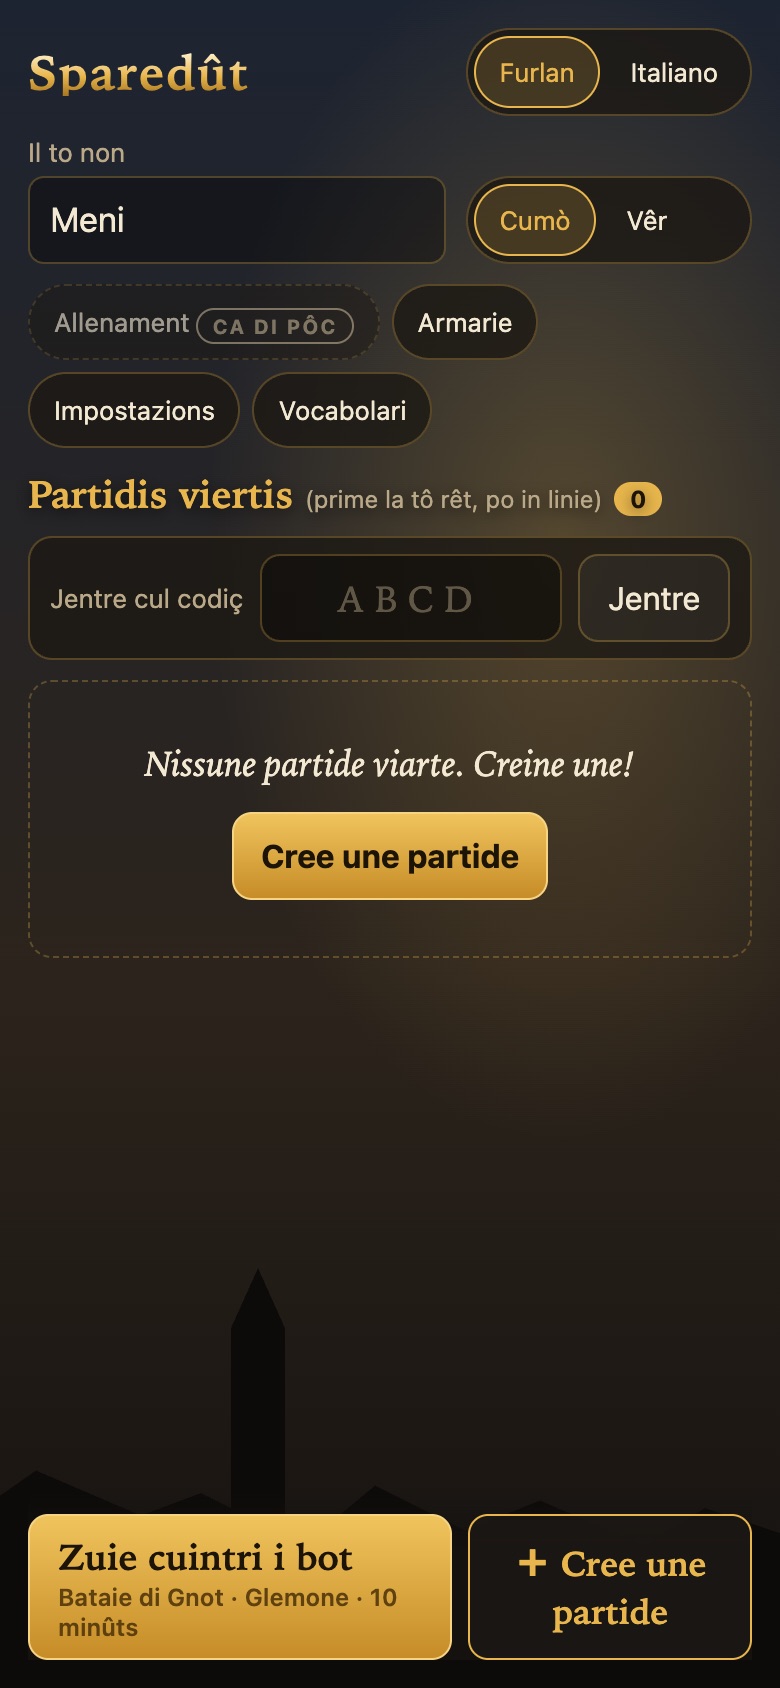 Sparedût
Furlan Italiano
Il to non
Meni
Cumò Vêr
Allenament CA DI PÔC Armarie
Impostazions Vocabolari
Partidis viertis (prime la tô rêt, po in linie) 0
Jentre cul codiç ABCD Jentre
Nissune partide viarte. Creine une!
Cree une partide
Zuie cuintri i bot
Bataie di Gnot · Glemone · 10
minûts
+ Cree une
partide